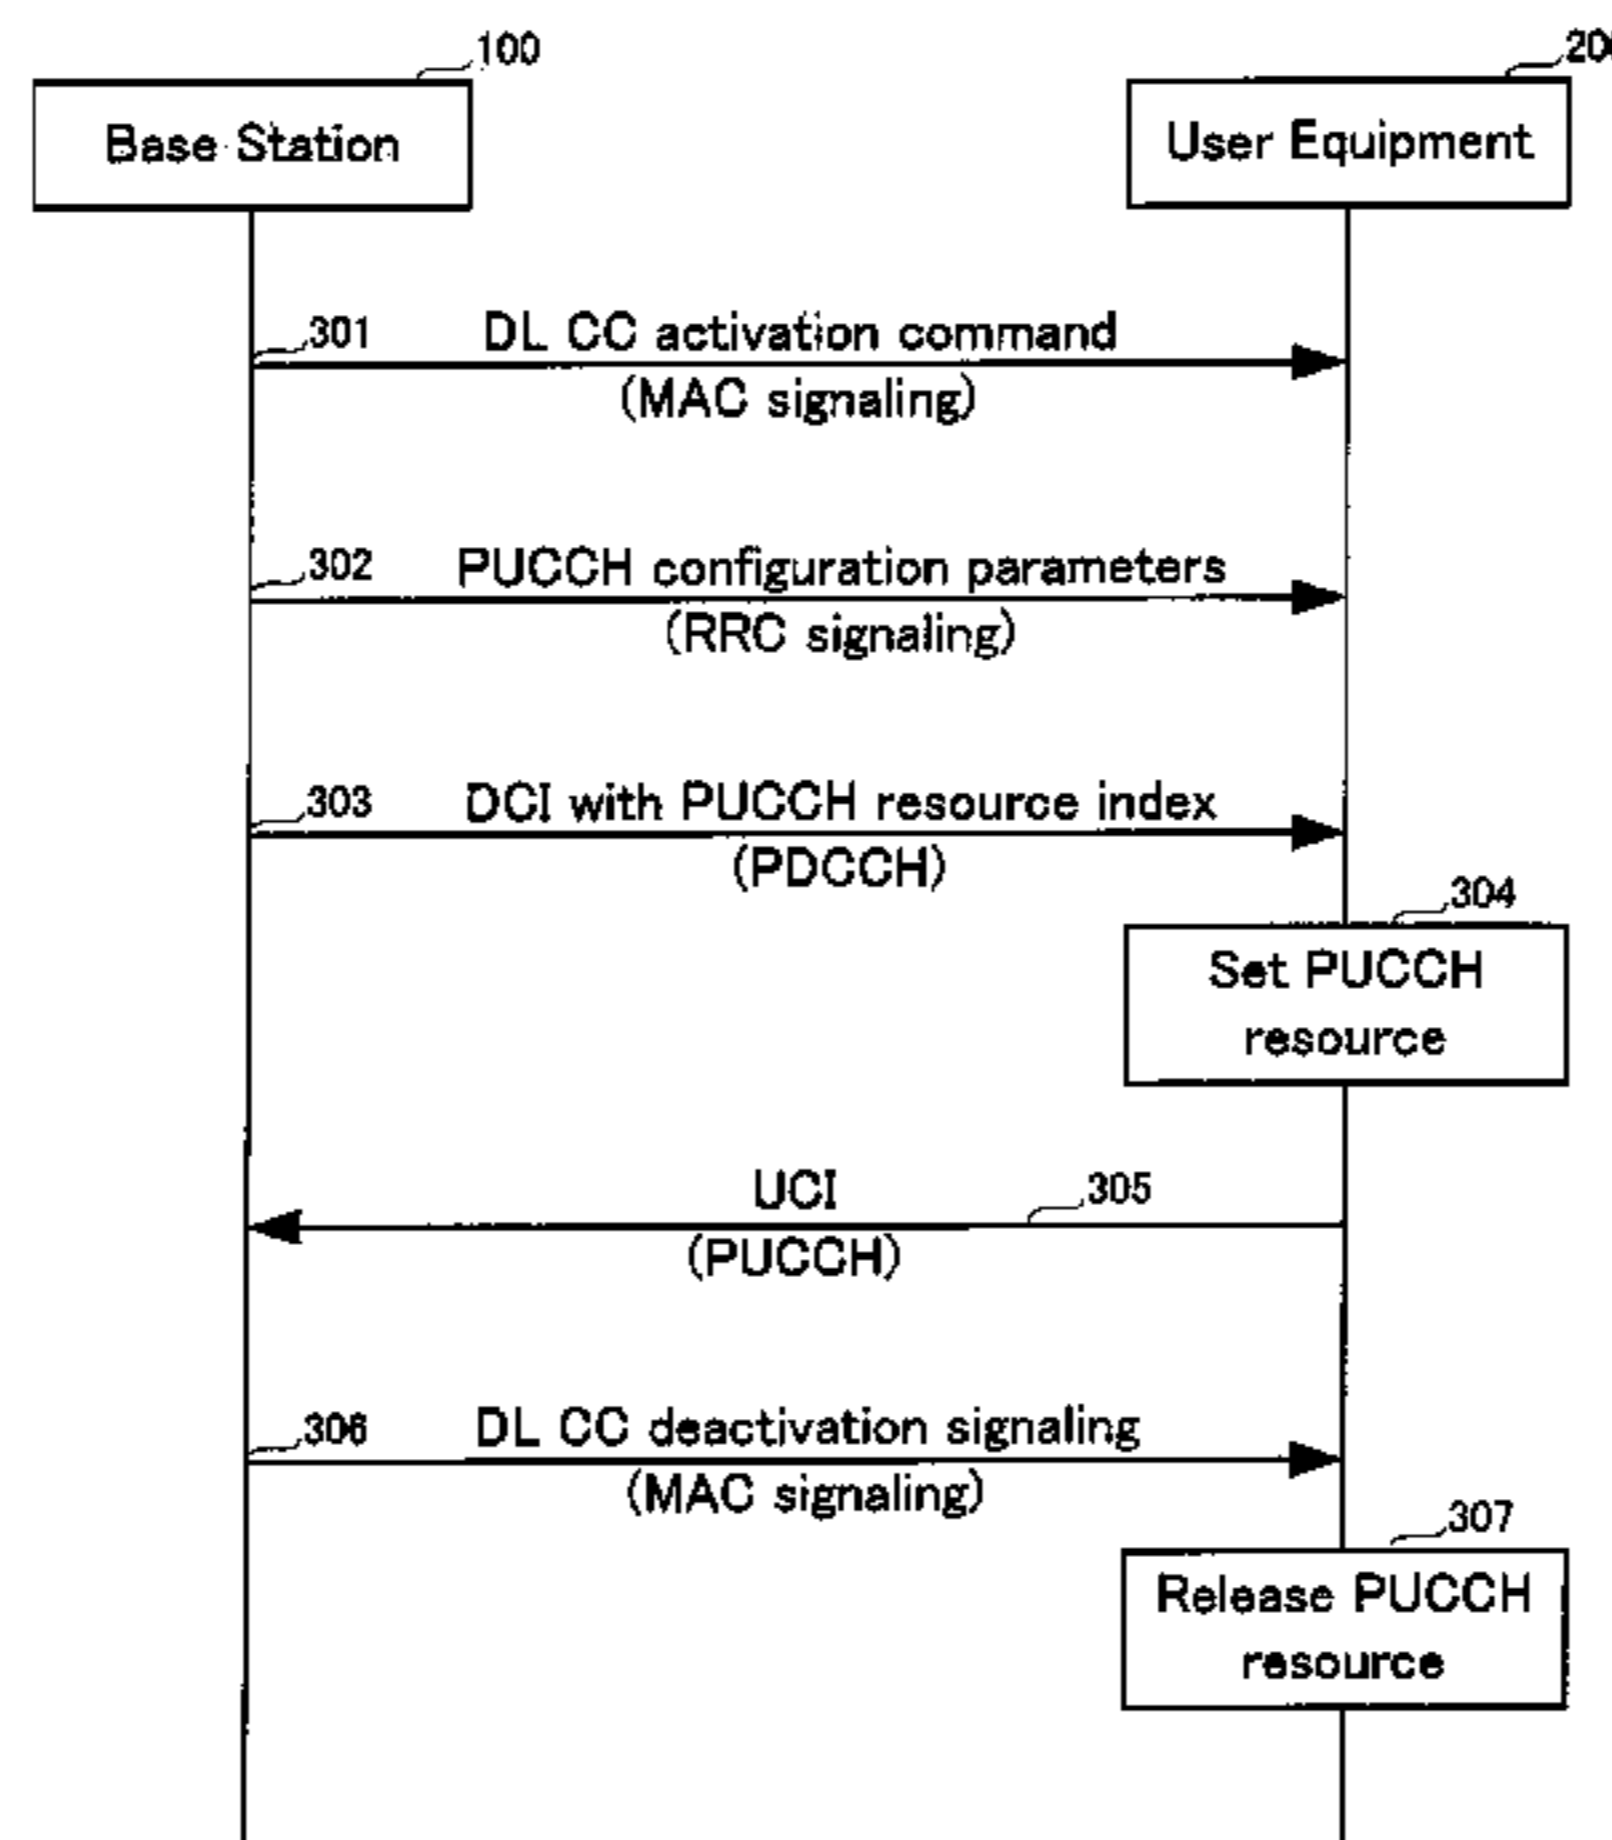 100
Base Station
200
User Equipment
301
DL CC activation command
(MAC signaling)
302
PUCCH configuration parameters
(RRC signaling)
303
DCI with PUCCH resource index
(PDCCH)
304
Set PUCCH
resource
UCI
305
(PUCCH)
306
DL CC deactivation signaling
(MAC signaling)
307
Release PUCCH
resource